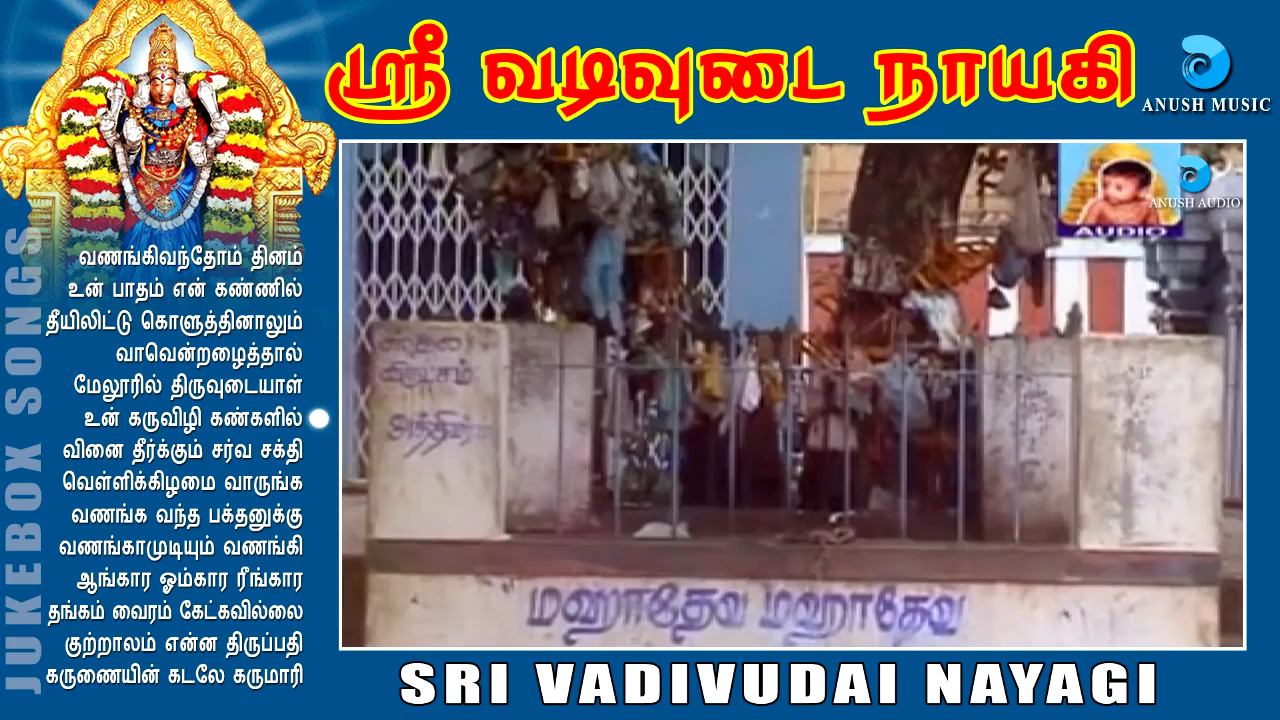 ஸ்ரீ வடிவுடை நாயகி
ANUSH MUSIC
JUKEBOX SONGS
வணங்கிவந்தோம் தினம்
உன் பாதம் என் கண்ணில்
தீயிலிட்டு கொளுத்தினாலும்
வாவென்றழைத்தால்
மேலூரில் திருவுடையாள்
உன் கருவிழி கண்களில்
வினை தீர்க்கும் சர்வ சக்தி
வெள்ளிக்கிழமை வாருங்க
வணங்க வந்த பக்தனுக்கு
வணங்காமுடியும் வணங்கி
ஆங்கார ஓம்கார ரீங்கார
தங்கம் வைரம் கேட்கவில்லை
குற்றாலம் என்ன திருப்பதி
கருணையின் கடலே கருமாரி
ANUSH AUDIO
AUDIO
மஹாதேவ மஹாதேவ
SRI VADIVUDAI NAYAGI